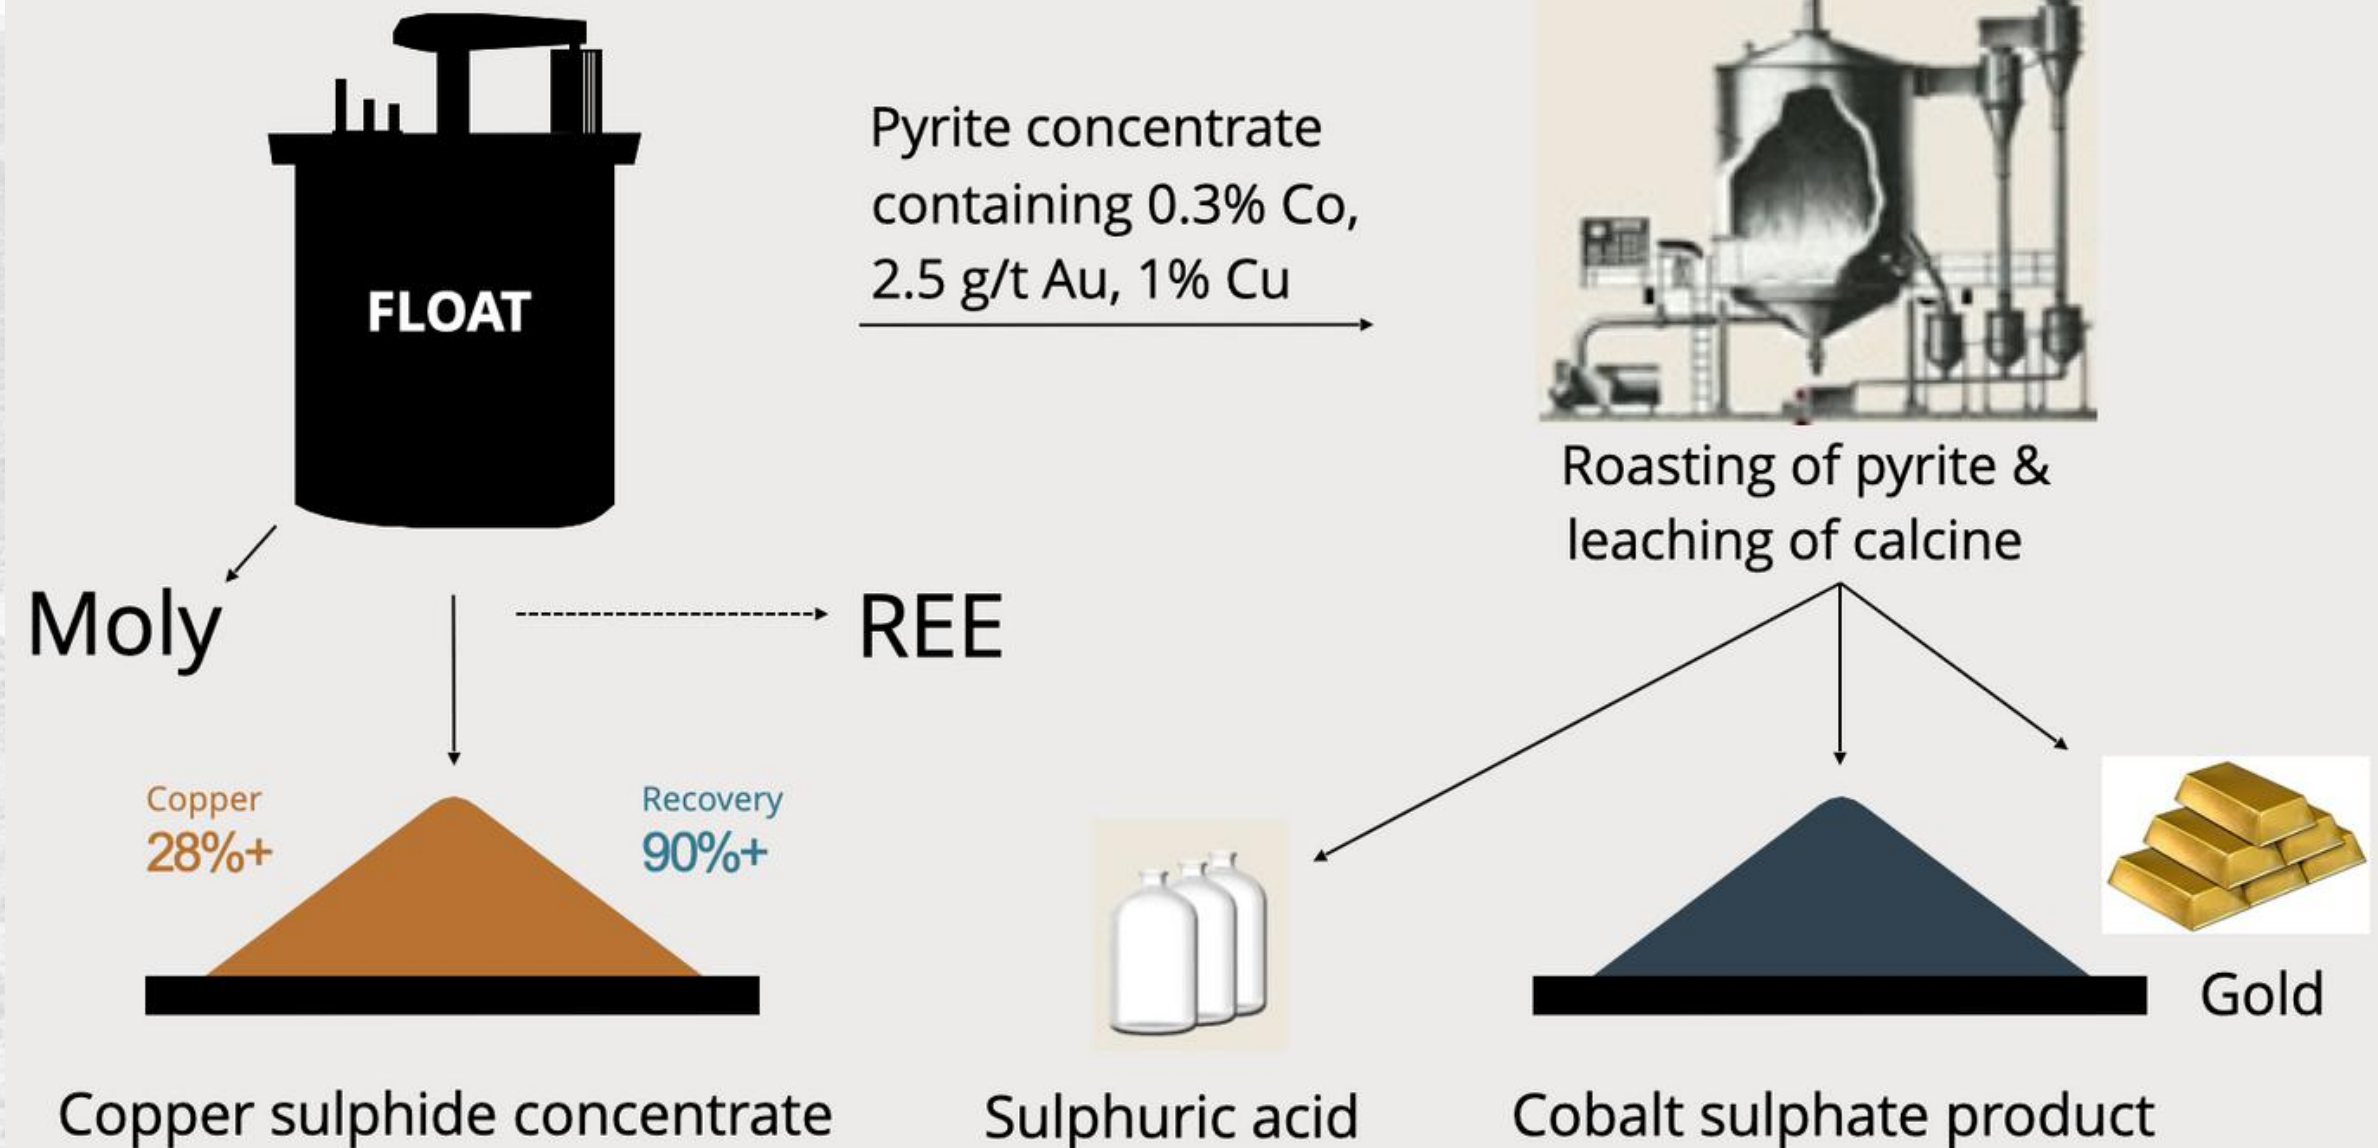 Pyrite concentrate
containing 0.3% Co,
2.5 g/t Au, 1% Cu
FLOAT
Roasting of pyrite &
leaching of calcine
Moly
REE
Copper
28%+
Recovery
90%+
Gold
Copper sulphide concentrate
Sulphuric acid
Cobalt sulphate product